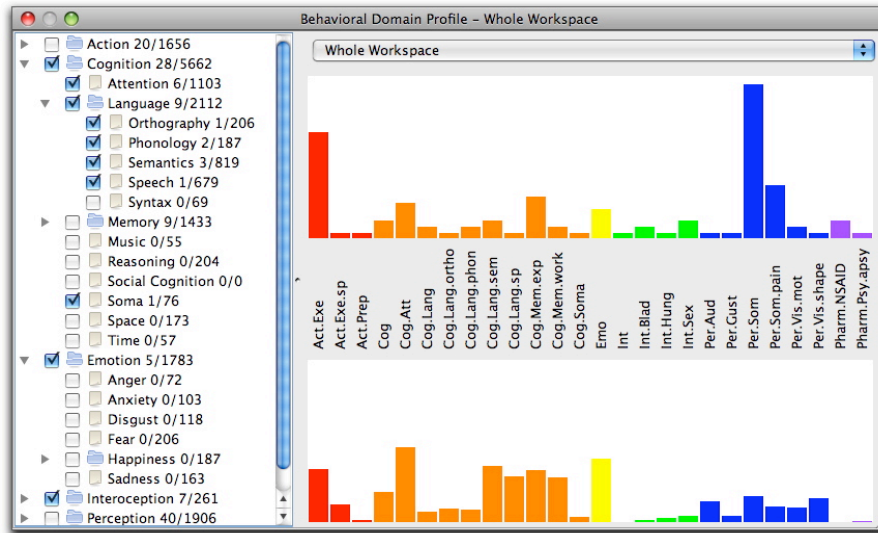 Behavioral Domain Profile - Whole Workspace
Action 20/1656
Cognition 28/5662
Attention 6/1103
Language 9/2112
Orthography 1/206
Phonology 2/187
Semantics 3/819
Speech 1/679
Syntax 0/69
Memory 9/1433
Music 0/55
Reasoning 0/204
Social Cognition 0/0
Soma 1/76
Space 0/173
Time 0/57
Emotion 5/1783
Anger 0/72
Anxiety 0/103
Disgust 0/118
Fear 0/206
Happiness 0/187
Sadness 0/163
Interoception 7/261
Perception 40/1906
Whole Workspace
Act.Exe
Act.Exe.sp
Act.Prep
Cog
Cog.Att
Cog.Lang
Cog.Lang.ortho
Cog.Lang.phon
Cog.Lang.sem
Cog.Lang.sp
Cog.Mem.exp
Cog.Mem.work
Cog.Soma
Emo
Int
Int.Blad
Int.Hung
Int.Sex
Per.Aud
Per.Gust
Per.Som
Per.Som.pain
Per.Vis.mot
Per.Vis.shape
Pharm.NSAID
Pharm.Psy.apsy